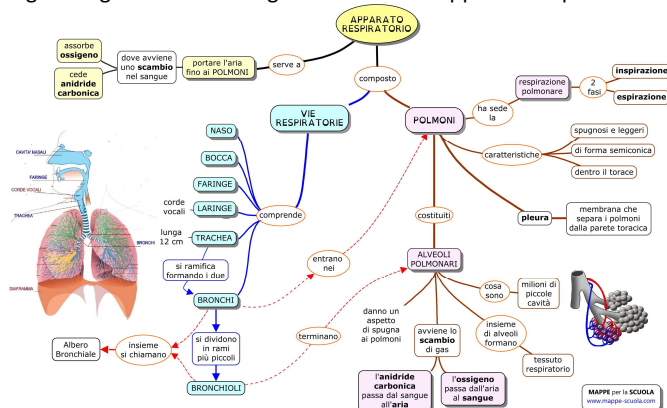 APPARATO
RESPIRATORIO
assorbe
ossigeno
cede
anidride
carbonica
dove avviene
uno scambio
nel sangue
portare l'aria
fino ai POLMONI
serve a
composto
VIE
RESPIRATORIE
POLMONI
ha sede
la
respirazione
polmonare
2
fasi
inspirazione
espirazione
caratteristiche
spugnosi e leggeri
di forma semiconica
dentro il torace
pleura
membrana che
separa i polmoni
dalla parete toracica
NASO
BOCCA
FARINGE
corde
vocali
LARINGE
lunga
12 cm
TRACHEA
comprende
si ramifica
formando i due
BRONCHI
si dividono
in rami
più piccoli
BRONCHIOLI
insieme
si chiamano
Albero
Bronchiale
entrano
nei
terminano
costituiti
ALVEOLI
POLMONARI
danno un
aspetto
di spugna
ai polmoni
avviene lo
scambio
di gas
l'anidride
carbonica
passa dal sangue
all'aria
l'ossigeno
passa dall'aria
al sangue
cosa
sono
milioni di
piccole
cavità
insieme
di alveoli
formano
tessuto
respiratorio
CAVITA' NASALI
FARINGE
CORDE VOCALI
TRACHEA
BRONCHI
DIAFRAMMA
MAPPE per la SCUOLA
www.mappe-scuola.com